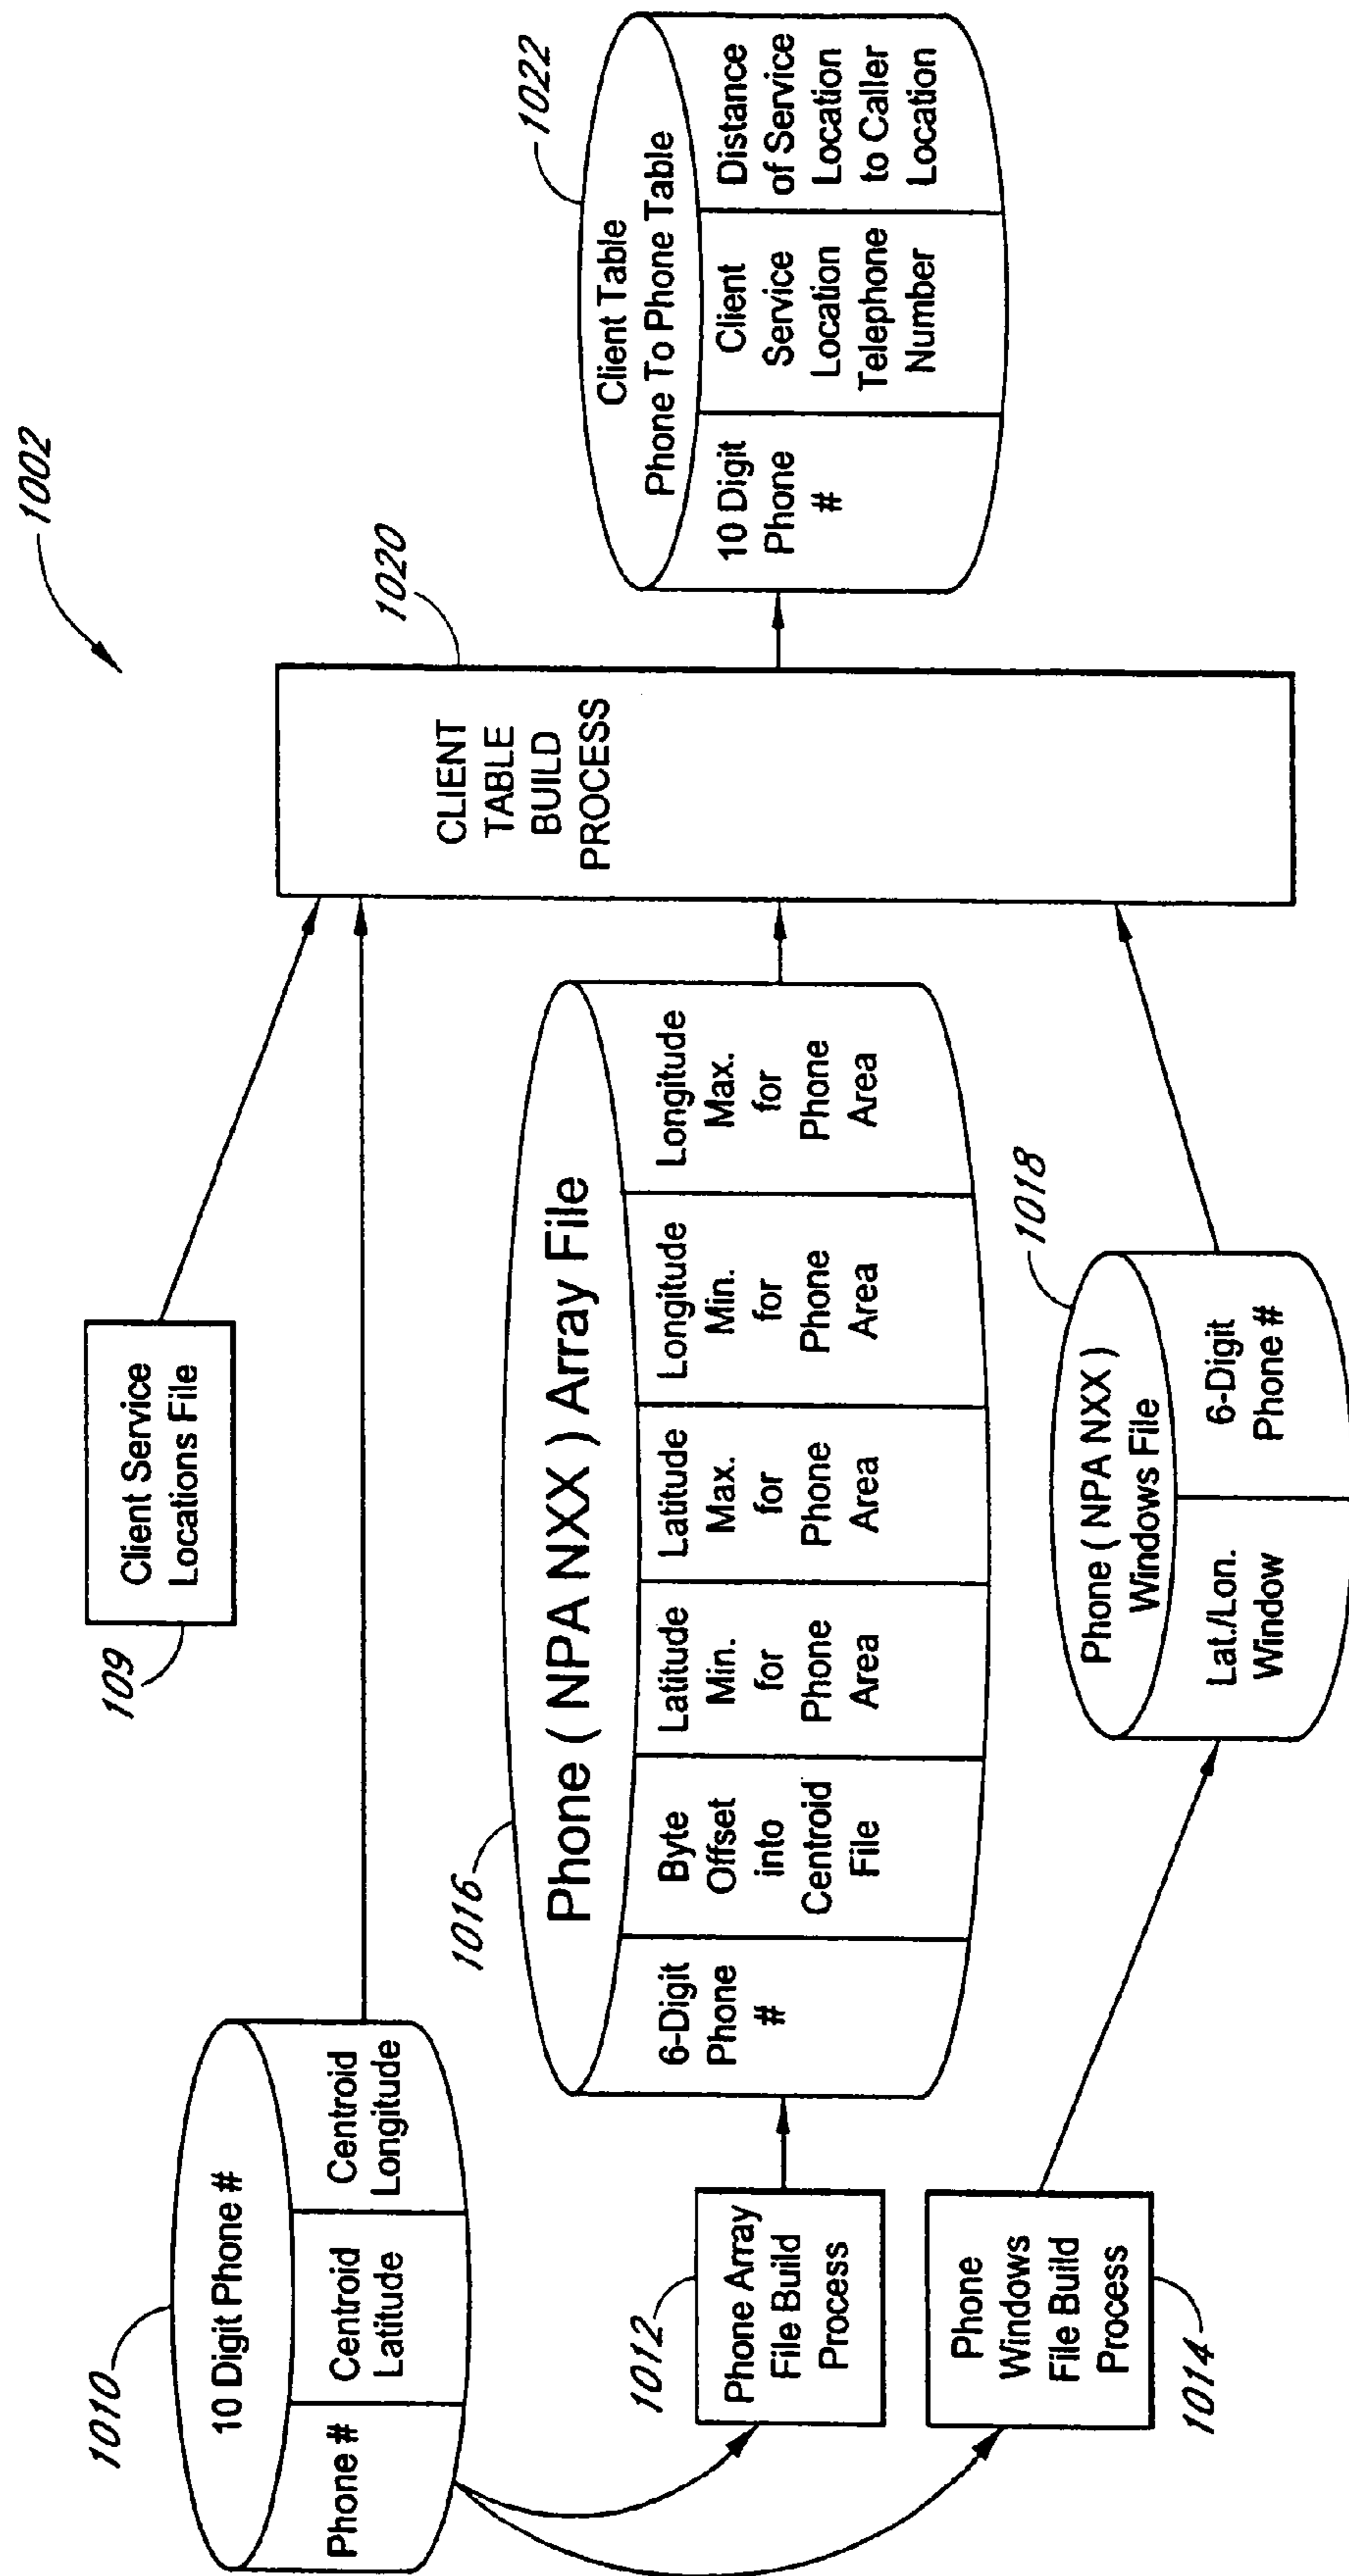 1002
1010
10 Digit Phone #
Phone #
Centroid
Latitude
Centroid
Longitude
109
Client Service
Locations File
1012
Phone Array
File Build
Process
1014
Phone
Windows
File Build
Process
1016
Phone ( NPA NXX ) Array File
6-Digit
Phone
#
Byte
Offset
into
Centroid
File
Latitude
Min.
for
Phone
Area
Latitude
Max.
for
Phone
Area
Longitude
Min.
for
Phone
Area
Longitude
Max.
for
Phone
Area
1018
Phone ( NPA NXX )
Windows File
Lat./Lon.
Window
6-Digit
Phone #
1020
CLIENT
TABLE
BUILD
PROCESS
1022
Client Table
Phone To Phone Table
10 Digit
Phone
#
Client
Service
Location
Telephone
Number
Distance
of Service
Location
to Caller
Location